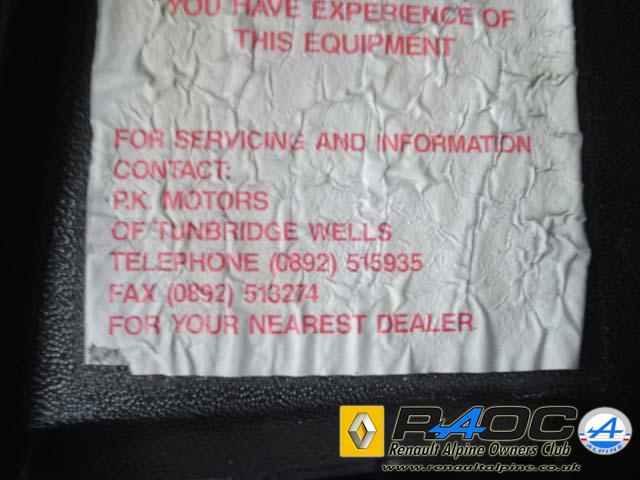 YOU HAVE EXPERIENCE OF
THIS EQUIPMENT
FOR SERVICING AND INFORMATION
CONTACT:
P.K. MOTORS
OF TUNBRIDGE WELLS
TELEPHONE (0892) 515935
FAX (0892) 513274
FOR YOUR NEAREST DEALER
RAOC
Renault Alpine Owners Club
ALPINE
www.renaultalpine.co.uk